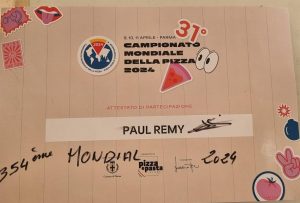 9, 10, 11 APRILE - PARMA
31°
CAMPIONATO
MONDIALE
DELLA PIZZA
2024
ATTESTATO DI PARTECIPAZIONE
PAUL REMY
354ème MONDIAL 2024
pizza e pasta